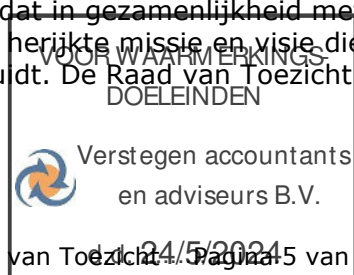 dat in gezamenlijkheid me
herijkte missie en visie die
VOOR WAARMERKINGS-
uidt. De Raad van Toezicht
DOELEINDEN
Verstegen accountants
en adviseurs B.V.
van Toezicht Pagina 5 van
d.d. 24/5/2024